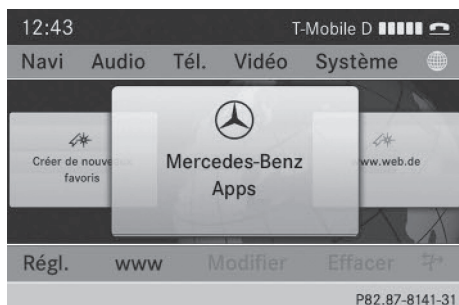 12:43 T-Mobile D
Navi Audio Tél. Vidéo Système
Créer de nouveaux
favoris
Mercedes-Benz
Apps
www.web.de
Régl. www Modifier Effacer
P82.87-8141-31